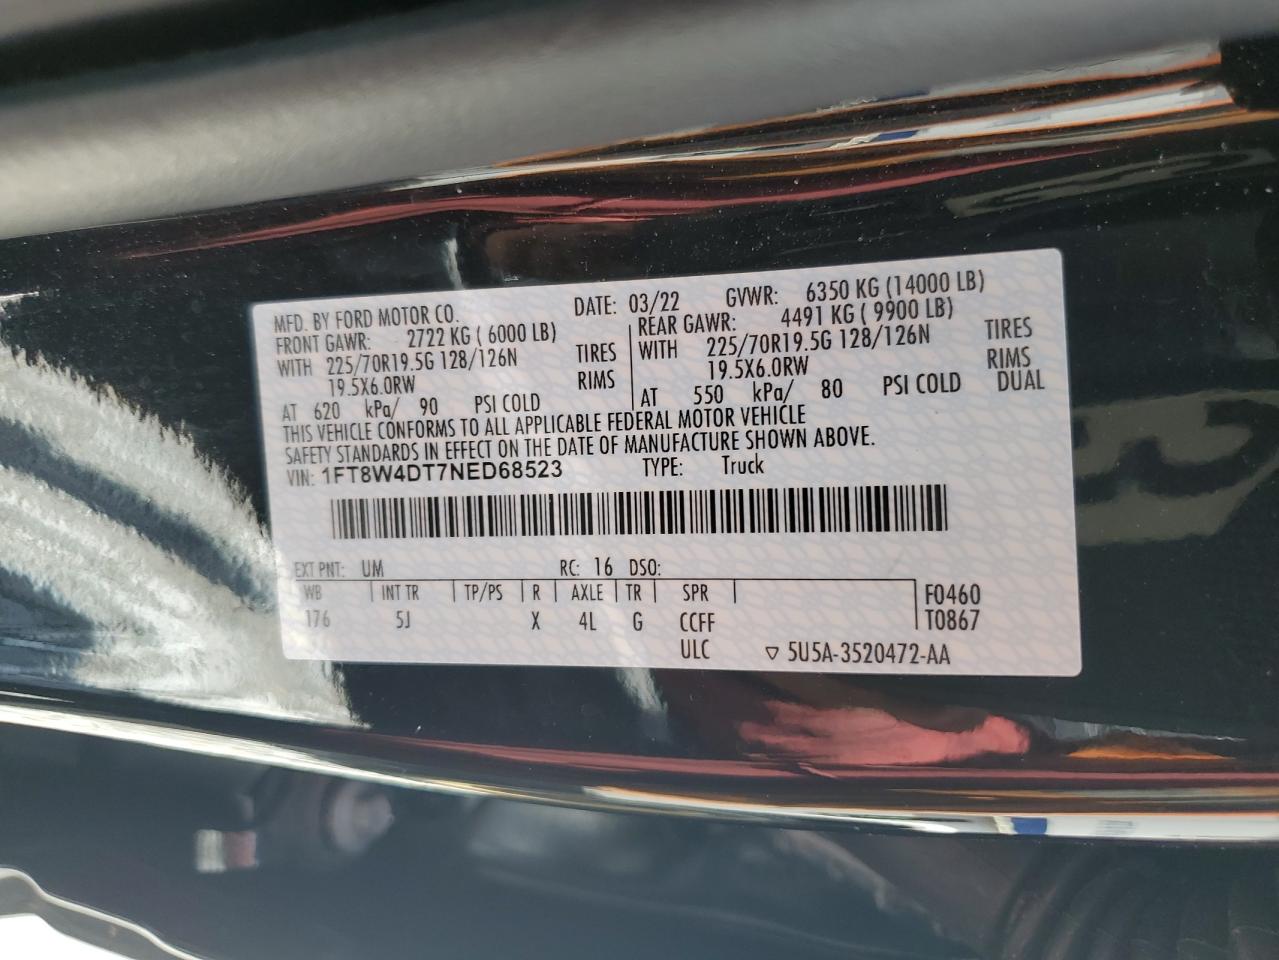 MFD. BY FORD MOTOR CO. DATE: 03/22 GVWR: 6350 KG (14000 LB)
FRONT GAWR: 2722 KG ( 6000 LB) REAR GAWR: 4491 KG ( 9900 LB)
WITH 225/70R19.5G 128/126N TIRES WITH 225/70R19.5G 128/126N TIRES
19.5X6.0RW RIMS 19.5X6.0RW RIMS
AT 620 kPa/ 90 PSI COLD AT 550 kPa/ 80 PSI COLD DUAL
THIS VEHICLE CONFORMS TO ALL APPLICABLE FEDERAL MOTOR VEHICLE
SAFETY STANDARDS IN EFFECT ON THE DATE OF MANUFACTURE SHOWN ABOVE.
VIN: 1FT8W4DT7NED68523 TYPE: Truck
EXT PNT: UM RC: 16 DSO:
WB INT TR TP/PS R AXLE TR SPR F0460
176 5J X 4L G CCFF T0867
ULC ▽ 5U5A-3520472-AA